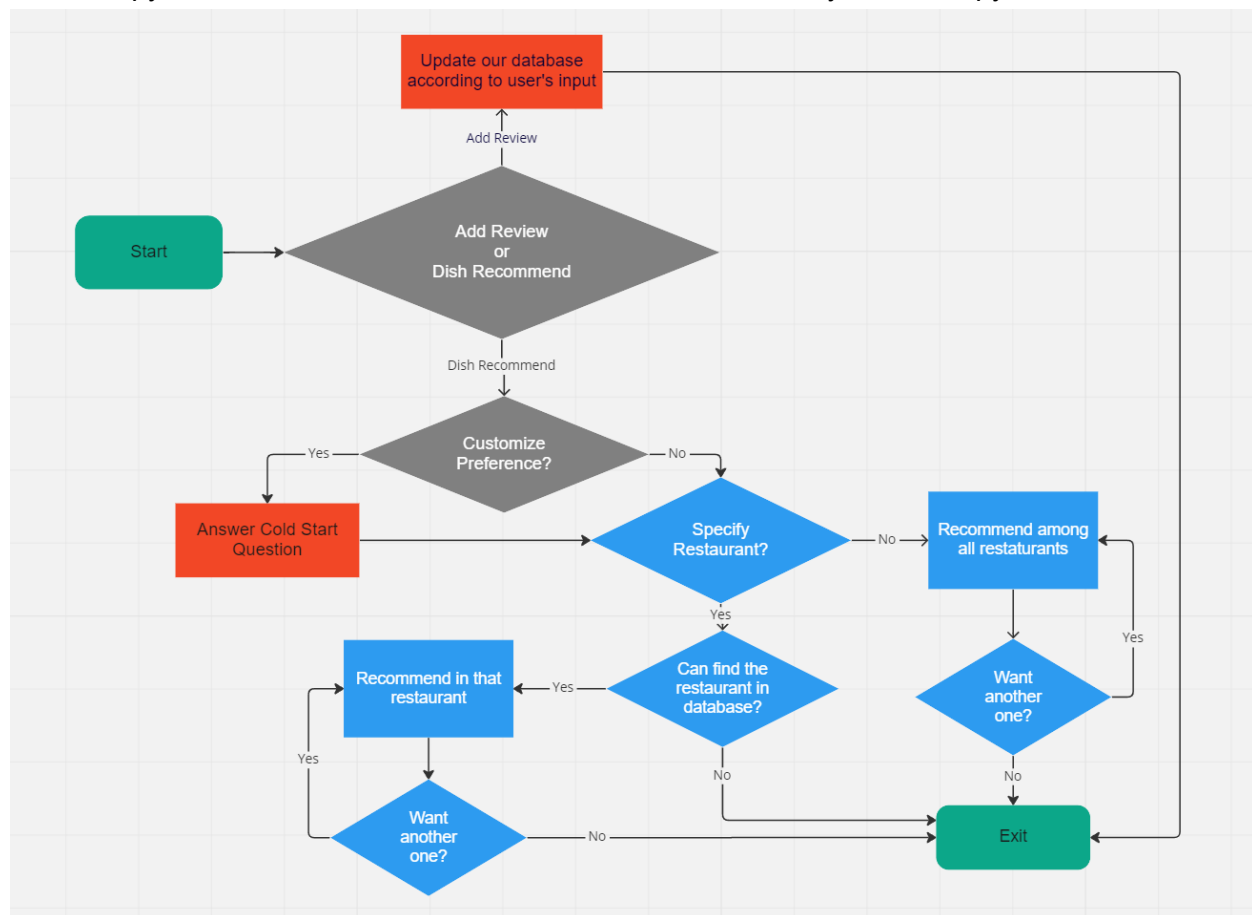 Update our database
according to user's input
Add Review
Start
Add Review
or
Dish Recommend
Dish Recommend
Customize
Preference?
Yes
No
Answer Cold Start
Question
Specify
Restaurant?
No
Recommend among
all restaturants
Yes
Yes
Recommend in that
restaurant
Yes
Can find the
restaurant in
database?
Want
another
one?
Yes
No
No
Want
another
one?
No
Exit